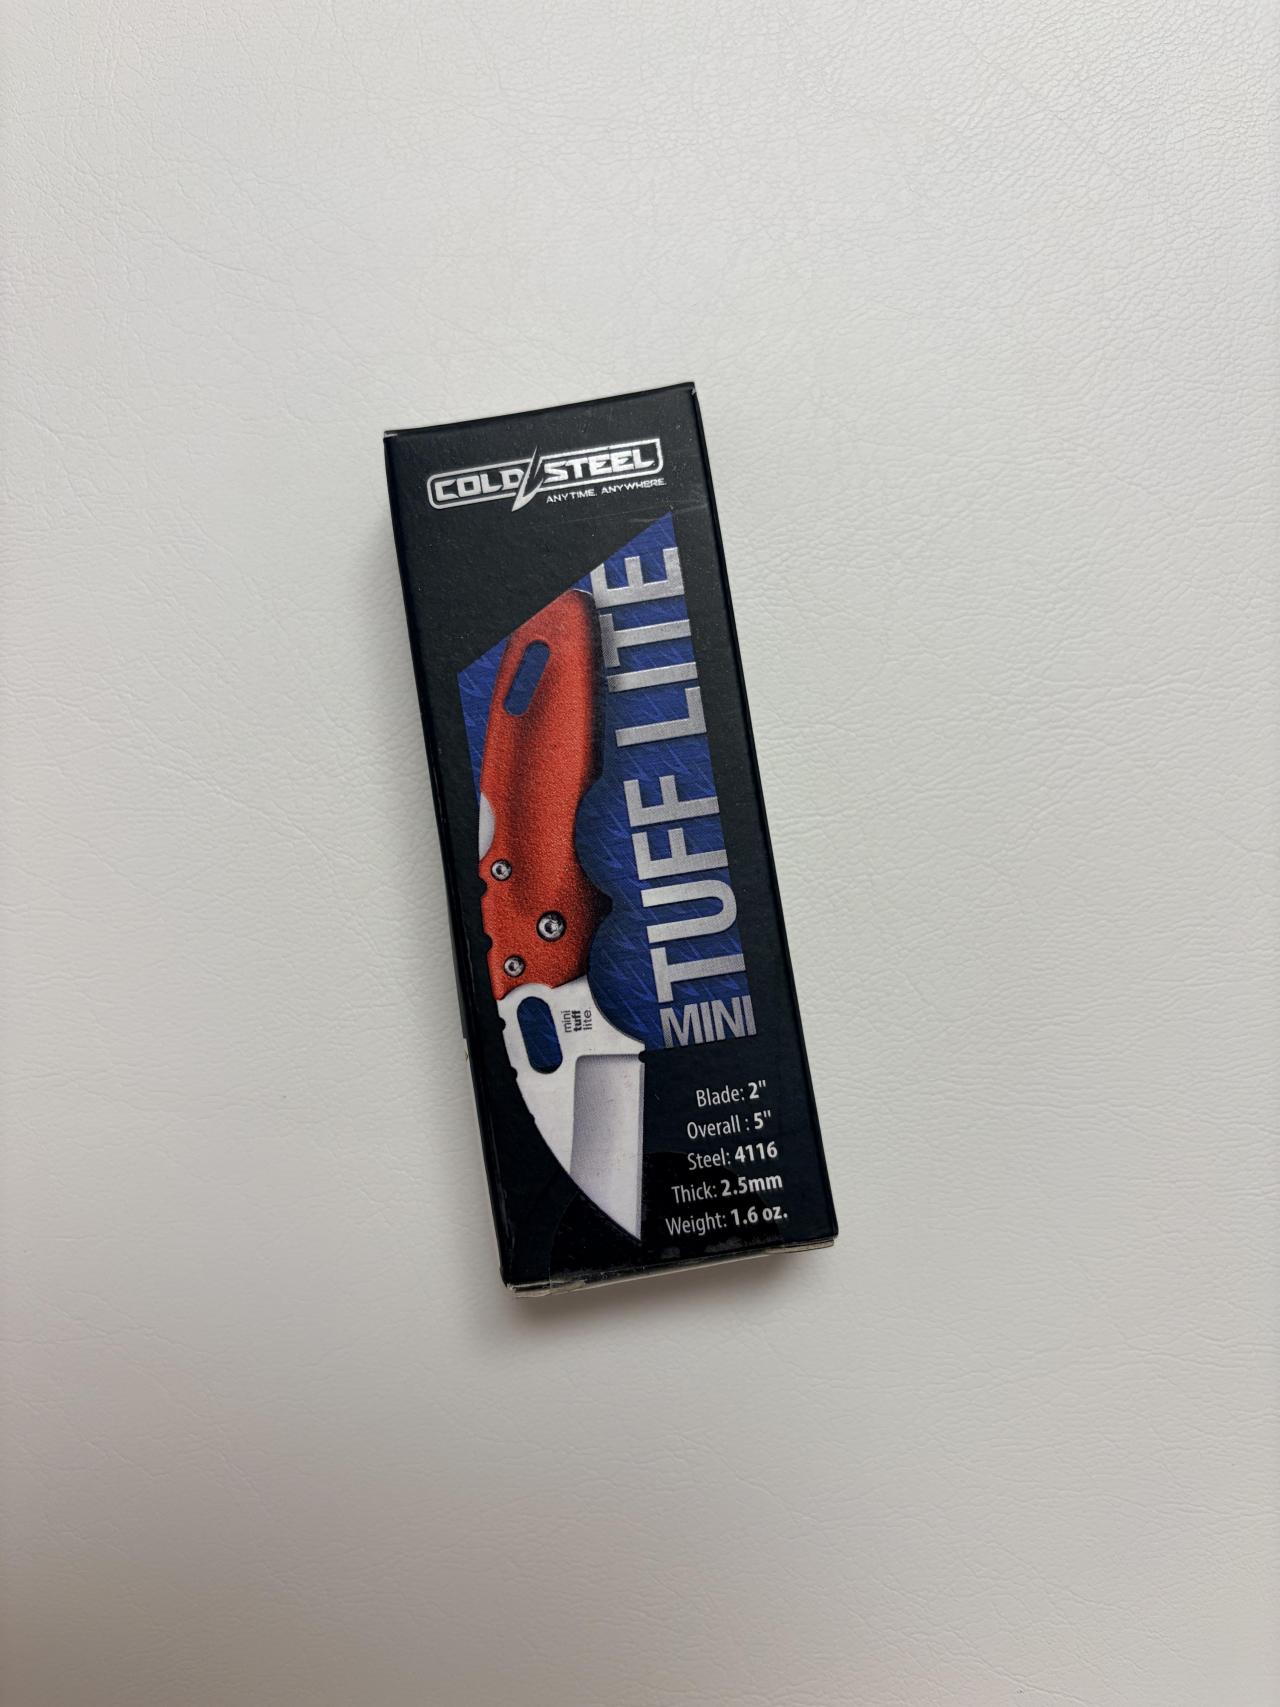 COLD STEEL
ANYTIME. ANYWHERE.
MINI
TUFF LITE
mini
tuff
lite.
Blade: 2"
Overall : 5"
Steel: 4116
Thick: 2.5mm
Weight: 1.6 oz.